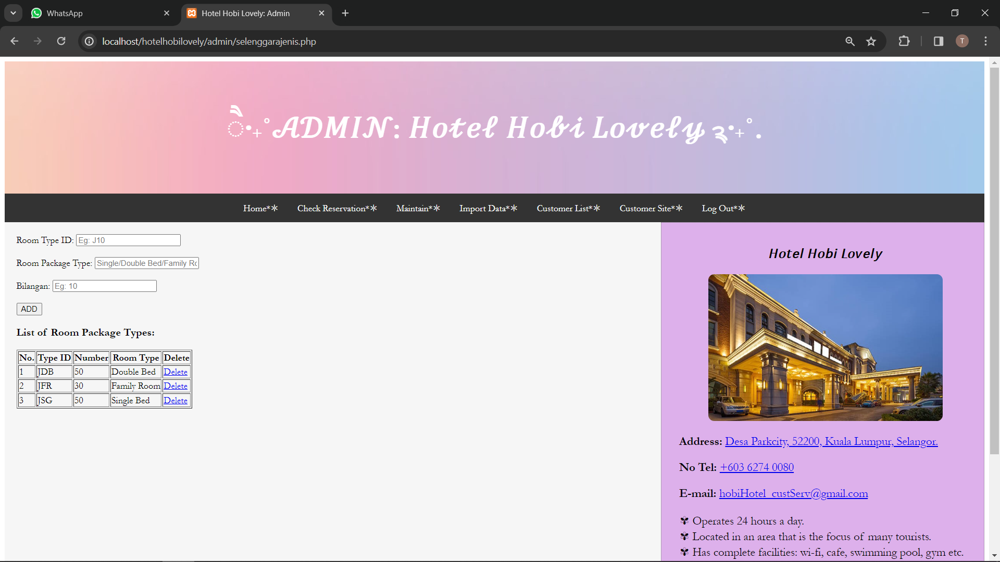 WhatsApp
Hotel Hobi Lovely: Admin
localhost/hotelhobilovely/admin/selenggarajenis.php
T
ADMIN: Hotel Hobi Lovely
Home*✲
Check Reservation*✲
Maintain*✲
Import Data*✲
Customer List*✲
Customer Site*✲
Log Out*✲
Room Type ID: Eg: J10
Room Package Type: Single/Double Bed/Family Ro
Bilangan: Eg: 10
ADD
List of Room Package Types:
No. Type ID Number Room Type Delete
1 JDB 50 Double Bed Delete
2 JFR 30 Family Room Delete
3 JSG 50 Single Bed Delete
Hotel Hobi Lovely
Address: Desa Parkcity, 52200, Kuala Lumpur, Selangor.
No Tel: +603 6274 0080
E-mail: hobiHotel_custServ@gmail.com
✾ Operates 24 hours a day.
✾ Located in an area that is the focus of many tourists.
✾ Has complete facilities: wi-fi, cafe, swimming pool, gym etc.